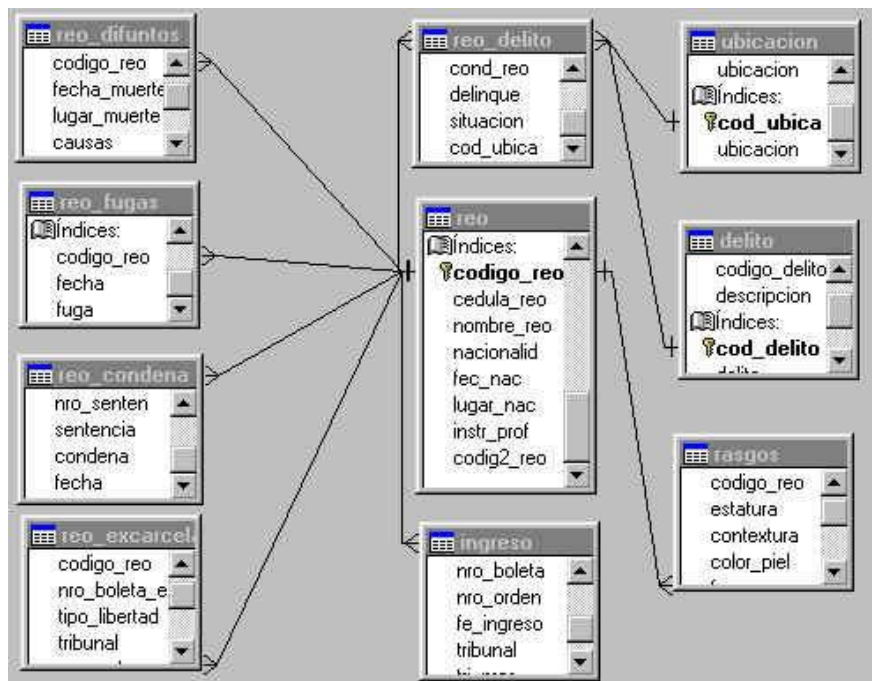 reo_difuntos
codigo_reo
fecha_muerte
lugar_muerte
causas
reo_fugas
Índices:
codigo_reo
fecha
fuga
reo_condena
nro_senten
sentencia
condena
fecha
reo_excarcela
codigo_reo
nro_boleta_e
tipo_libertad
tribunal
reo_delito
cond_reo
delinque
situacion
cod_ubica
reo
Índices:
codigo_reo
cedula_reo
nombre_reo
nacionalid
fec_nac
lugar_nac
instr_prof
codig2_reo
ingreso
nro_boleta
nro_orden
fe_ingreso
tribunal
ubicacion
ubicacion
Índices:
cod_ubica
ubicacion
delito
codigo_delito
descripcion
Índices:
cod_delito
delito
rasgos
codigo_reo
estatura
contextura
color_piel